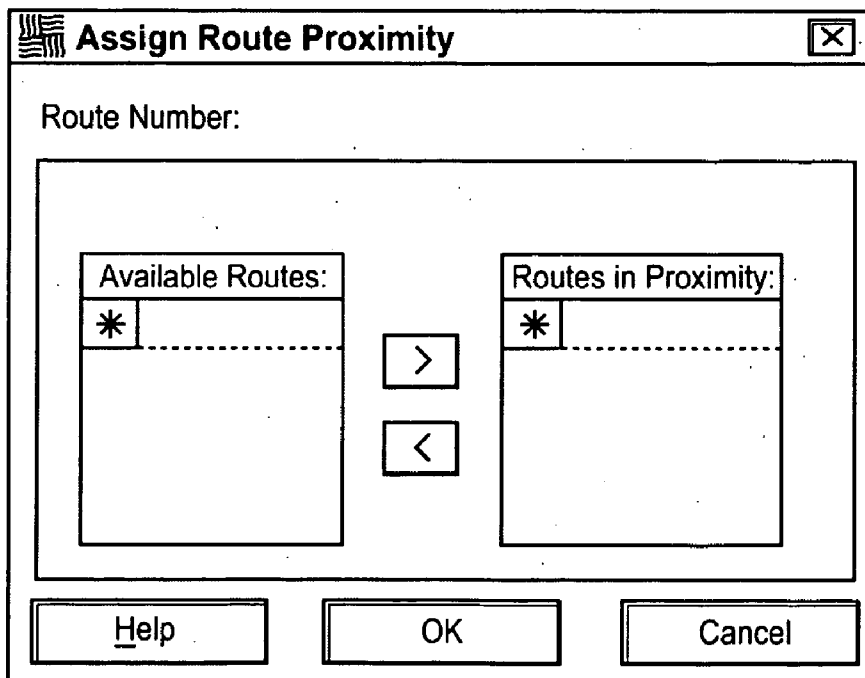 Assign Route Proximity
Route Number:
Available Routes:
Routes in Proximity:
*
*
>
<
Help
OK
Cancel